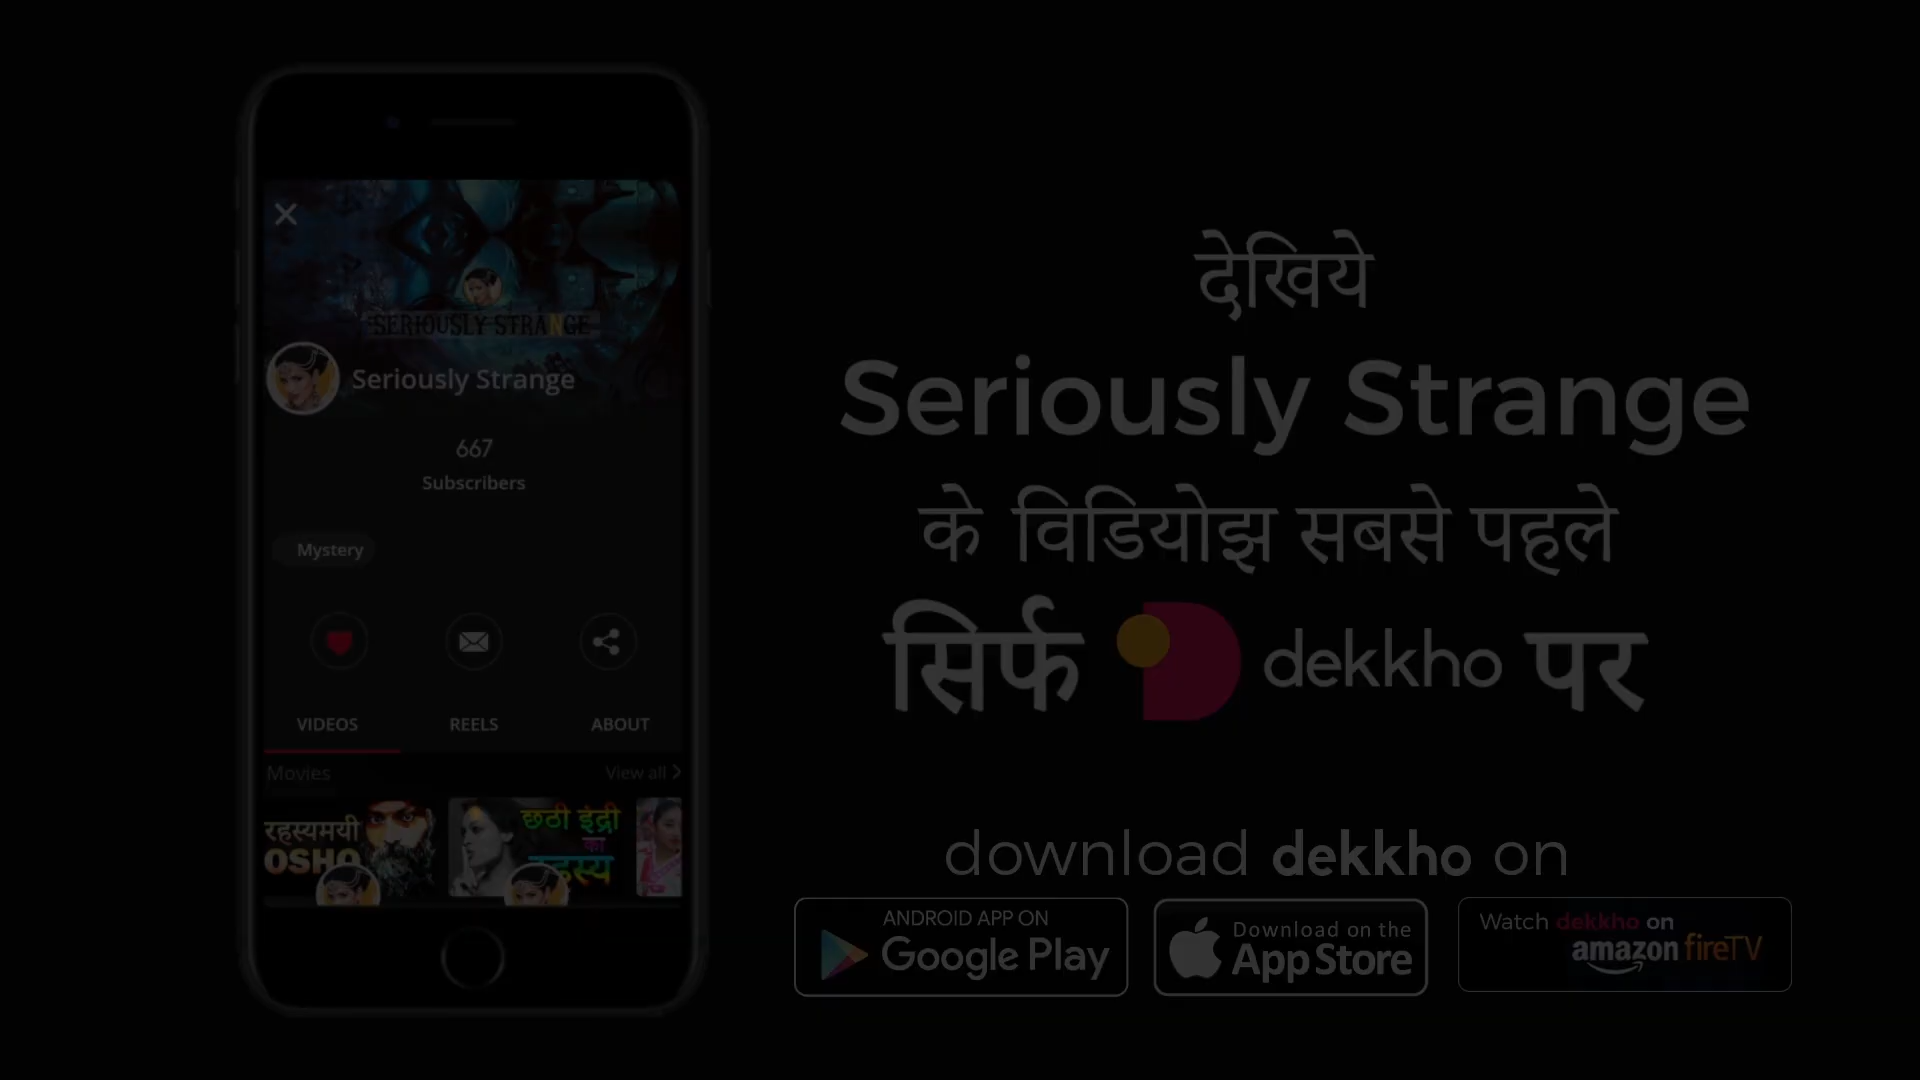 SERIOUSLY STRANGE
Seriously Strange
667
Subscribers
Mystery
VIDEOS REELS ABOUT
Movies View all
रहस्यमयी
OSHO
छठी इंद्री
का
रहस्य
देखिये
Seriously Strange
के विडियोझ सबसे पहले
सिर्फ dekkho पर
download dekkho on
ANDROID APP ON
Google Play
Download on the
App Store
Watch dekkho on
amazon fireTV